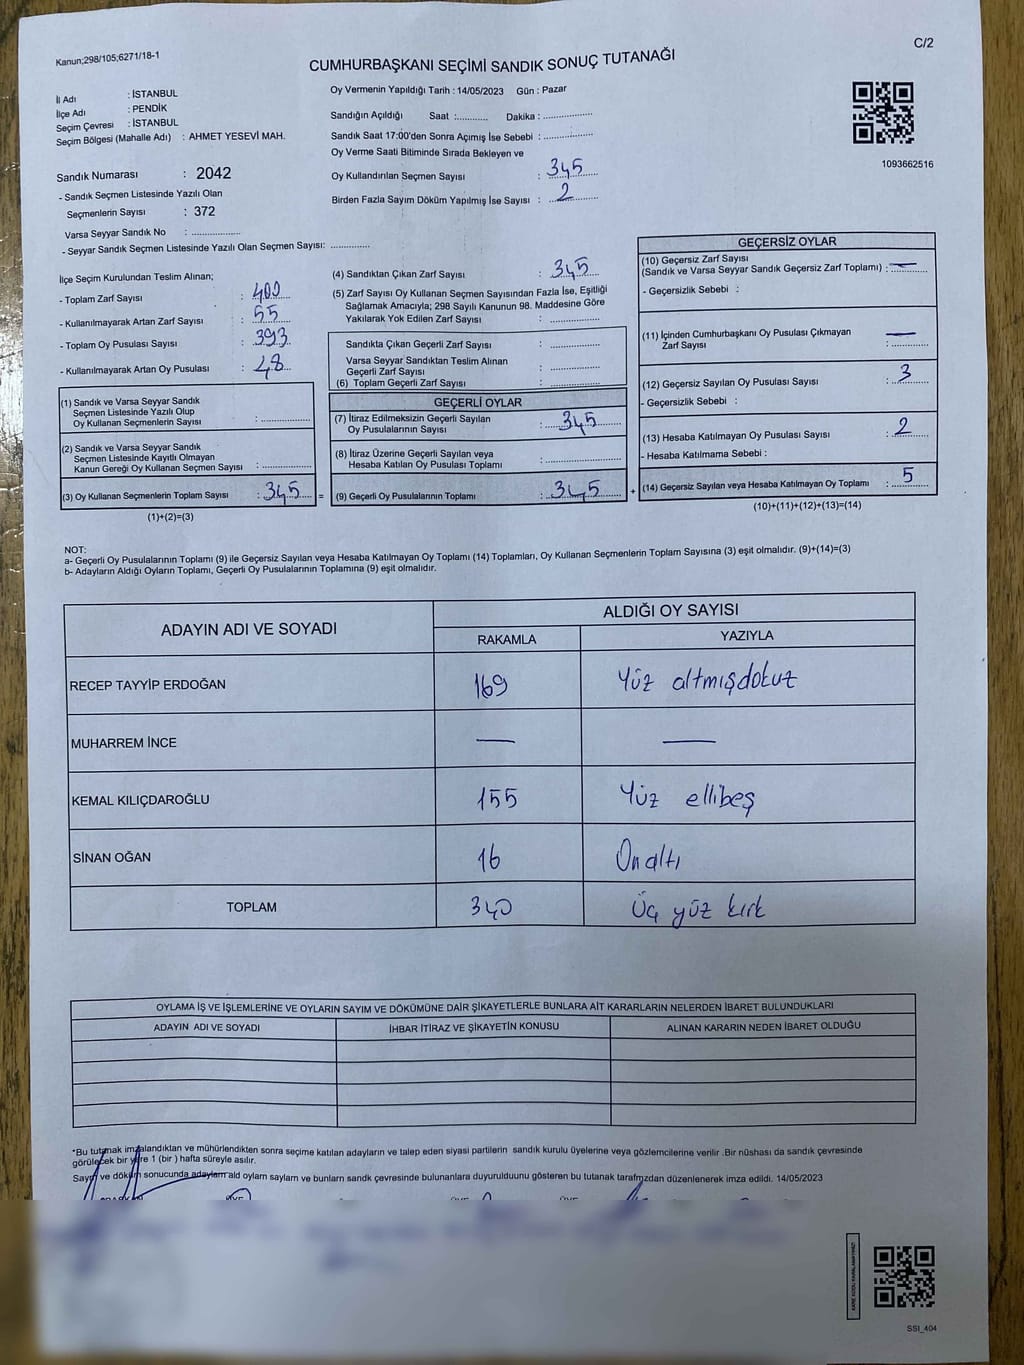 Kanun;298/105;6271/18-1
C/2
CUMHURBAŞKANI SEÇİMİ SANDIK SONUÇ TUTANAĞI
İl Adı : İSTANBUL
İlçe Adı : PENDİK
Seçim Çevresi : İSTANBUL
Seçim Bölgesi (Mahalle Adı) : AHMET YESEVİ MAH.
Sandık Numarası : 2042
- Sandık Seçmen Listesinde Yazılı Olan
Seçmenlerin Sayısı : 372
Varsa Seyyar Sandık No : ..................
- Seyyar Sandık Seçmen Listesinde Yazılı Olan Seçmen Sayısı: ..............
Oy Vermenin Yapıldığı Tarih : 14/05/2023 Gün : Pazar
Sandığın Açıldığı Saat :........... Dakika : .................
Sandık Saat 17:00'den Sonra Açımış İse Sebebi : .................
Oy Verme Saati Bitiminde Sırada Bekleyen ve
Oy Kullandırılan Seçmen Sayısı : 345
Birden Fazla Sayım Döküm Yapılmış İse Sayısı : 2
1093662516
İlçe Seçim Kurulundan Teslim Alınan;
- Toplam Zarf Sayısı : 400
- Kullanılmayarak Artan Zarf Sayısı : 55
- Toplam Oy Pusulası Sayısı : 393
- Kullanılmayarak Artan Oy Pusulası : 48
(1) Sandık ve Varsa Seyyar Sandık
Seçmen Listesinde Yazılı Olup
Oy Kullanan Seçmenlerin Sayısı : .................
(2) Sandık ve Varsa Seyyar Sandık
Seçmen Listesinde Kayıtlı Olmayan
Kanun Gereği Oy Kullanan Seçmen Sayısı : .................
(3) Oy Kullanan Seçmenlerin Toplam Sayısı : 345 =
(1)+(2)=(3)
(4) Sandıktan Çıkan Zarf Sayısı : 345
(5) Zarf Sayısı Oy Kullanan Seçmen Sayısından Fazla İse, Eşitliği
Sağlamak Amacıyla; 298 Sayılı Kanunun 98. Maddesine Göre
Yakılarak Yok Edilen Zarf Sayısı : .................
Sandıkta Çıkan Geçerli Zarf Sayısı : .................
Varsa Seyyar Sandıktan Teslim Alınan
Geçerli Zarf Sayısı : .................
(6) Toplam Geçerli Zarf Sayısı : .................
GEÇERLİ OYLAR
(7) İtiraz Edilmeksizin Geçerli Sayılan
Oy Pusulalarının Sayısı : 345
(8) İtiraz Üzerine Geçerli Sayılan veya
Hesaba Katılan Oy Pusulası Toplamı : .................
(9) Geçerli Oy Pusulalarının Toplamı : 345 +
GEÇERSİZ OYLAR
(10) Geçersiz Zarf Sayısı
(Sandık ve Varsa Seyyar Sandık Geçersiz Zarf Toplamı) : —
- Geçersizlik Sebebi :
(11) İçinden Cumhurbaşkanı Oy Pusulası Çıkmayan
Zarf Sayısı : —
(12) Geçersiz Sayılan Oy Pusulası Sayısı : 3
- Geçersizlik Sebebi :
(13) Hesaba Katılmayan Oy Pusulası Sayısı : 2
- Hesaba Katılmama Sebebi :
(14) Geçersiz Sayılan veya Hesaba Katılmayan Oy Toplamı : 5
(10)+(11)+(12)+(13)=(14)
NOT:
a- Geçerli Oy Pusulalarının Toplamı (9) ile Geçersiz Sayılan veya Hesaba Katılmayan Oy Toplamı (14) Toplamları, Oy Kullanan Seçmenlerin Toplam Sayısına (3) eşit olmalıdır. (9)+(14)=(3)
b- Adayların Aldığı Oyların Toplamı, Geçerli Oy Pusulalarının Toplamına (9) eşit olmalıdır.
ADAYIN ADI VE SOYADI
ALDIĞI OY SAYISI
RAKAMLA YAZIYLA
RECEP TAYYİP ERDOĞAN 169 Yüz altmışdokuz
MUHARREM İNCE — —
KEMAL KILIÇDAROĞLU 155 Yüz ellibeş
SİNAN OĞAN 16 Onaltı
TOPLAM 340 Üç yüz kırk
OYLAMA İŞ VE İŞLEMLERİNE VE OYLARIN SAYIM VE DÖKÜMÜNE DAİR ŞİKAYETLERLE BUNLARA AİT KARARLARIN NELERDEN İBARET BULUNDUKLARI
ADAYIN ADI VE SOYADI İHBAR İTİRAZ VE ŞİKAYETİN KONUSU ALINAN KARARIN NEDEN İBARET OLDUĞU
*Bu tutanak imzalandıktan ve mühürlendikten sonra seçime katılan adayların ve talep eden siyasi partilerin sandık kurulu üyelerine veya gözlemcilerine verilir .Bir nüshası da sandık çevresinde
görülecek bir yere 1 (bir ) hafta süreyle asılır.
Sayım ve döküm sonucunda adayların ald oyların sayların ve bunların sandk çevresinde bulunanlara duyurulduunu gösteren bu tutanak tarafmzdan düzenlenerek imza edildi. 14/05/2023
SSI_404